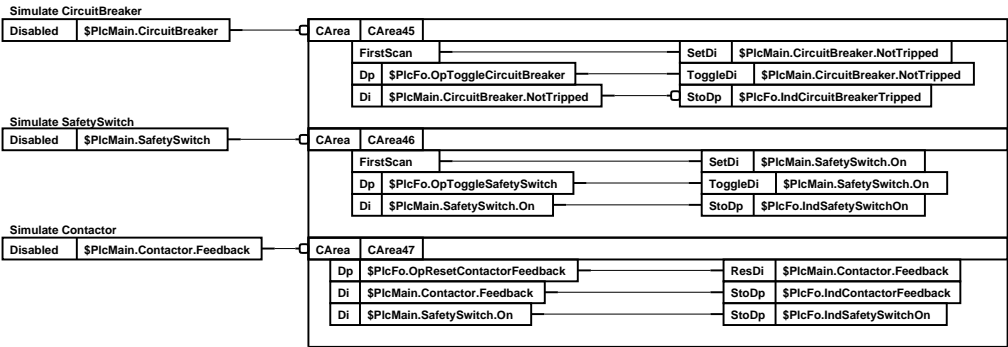 Simulate CircuitBreaker
Disabled $PlcMain.CircuitBreaker CArea CArea45
FirstScan SetDi $PlcMain.CircuitBreaker.NotTripped
Dp $PlcFo.OpToggleCircuitBreaker ToggleDi $PlcMain.CircuitBreaker.NotTripped
Di $PlcMain.CircuitBreaker.NotTripped StoDp $PlcFo.IndCircuitBreakerTripped
Simulate SafetySwitch
Disabled $PlcMain.SafetySwitch CArea CArea46
FirstScan SetDi $PlcMain.SafetySwitch.On
Dp $PlcFo.OpToggleSafetySwitch ToggleDi $PlcMain.SafetySwitch.On
Di $PlcMain.SafetySwitch.On StoDp $PlcFo.IndSafetySwitchOn
Simulate Contactor
Disabled $PlcMain.Contactor.Feedback CArea CArea47
Dp $PlcFo.OpResetContactorFeedback ResDi $PlcMain.Contactor.Feedback
Di $PlcMain.Contactor.Feedback StoDp $PlcFo.IndContactorFeedback
Di $PlcMain.SafetySwitch.On StoDp $PlcFo.IndSafetySwitchOn